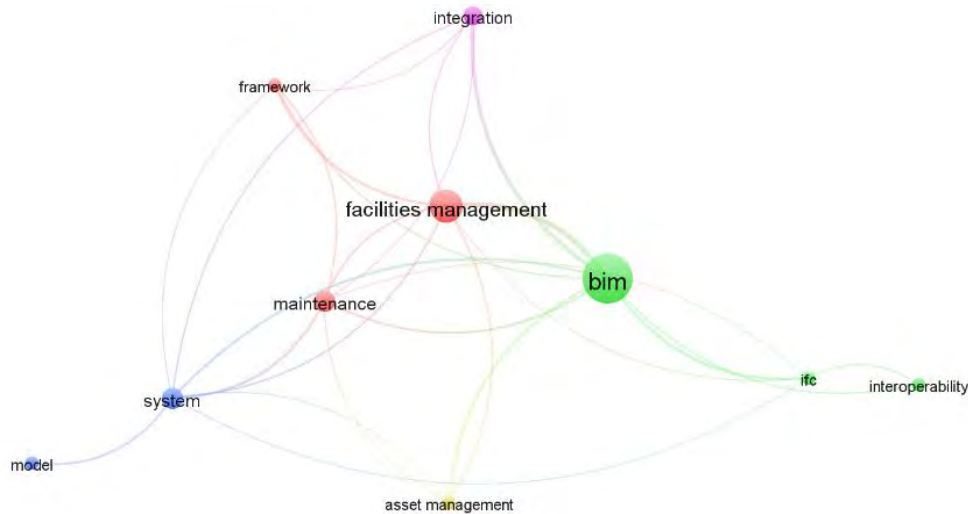 integration
framework
facilities management
bim
maintenance
ifc
interoperability
system
model
asset management